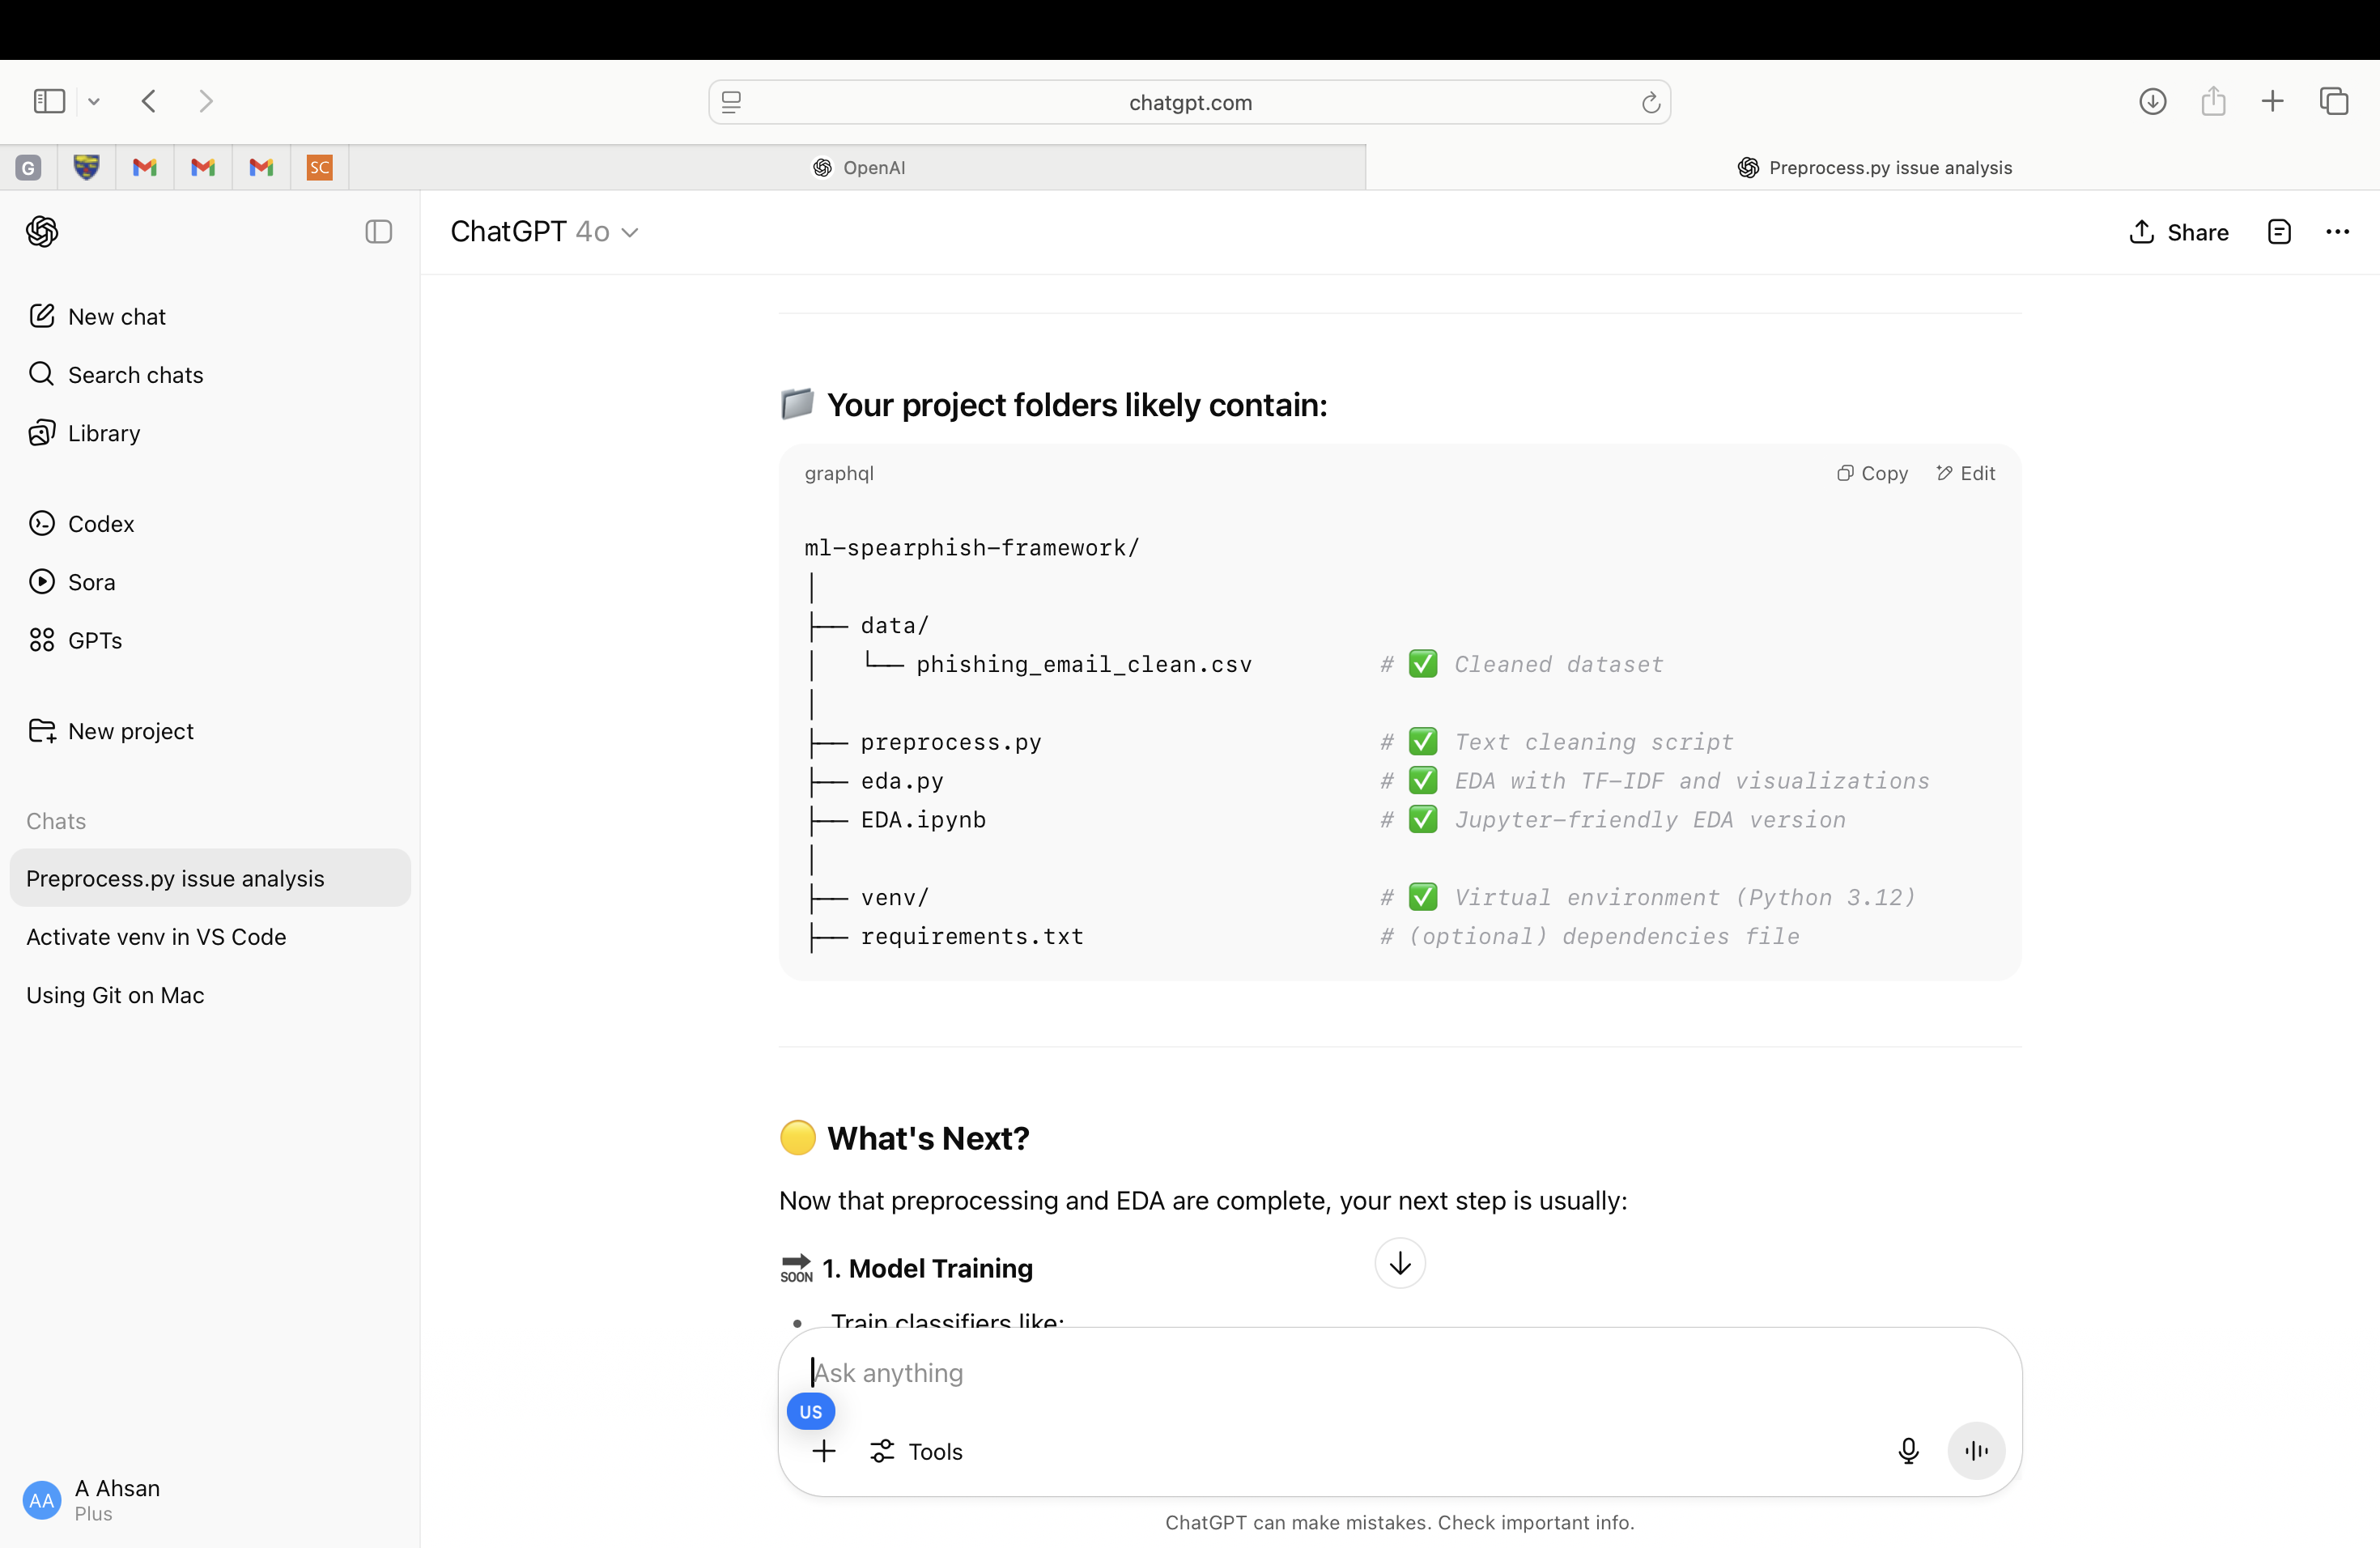 chatgpt.com
G
SC
OpenAI
Preprocess.py issue analysis
ChatGPT 4o
Share
New chat
Search chats
Library
Codex
Sora
GPTs
New project
Chats
Preprocess.py issue analysis
Activate venv in VS Code
Using Git on Mac
AA
A Ahsan
Plus
📁 Your project folders likely contain:
graphql
Copy
Edit
ml-spearphish-framework/
│
├── data/
│   └── phishing_email_clean.csv # ✅ Cleaned dataset
│
├── preprocess.py # ✅ Text cleaning script
├── eda.py # ✅ EDA with TF-IDF and visualizations
├── EDA.ipynb # ✅ Jupyter-friendly EDA version
│
├── venv/ # ✅ Virtual environment (Python 3.12)
├── requirements.txt # (optional) dependencies file
🟡 What's Next?
Now that preprocessing and EDA are complete, your next step is usually:
🔜 1. Model Training
• Train classifiers like:
Ask anything
US
Tools
ChatGPT can make mistakes. Check important info.